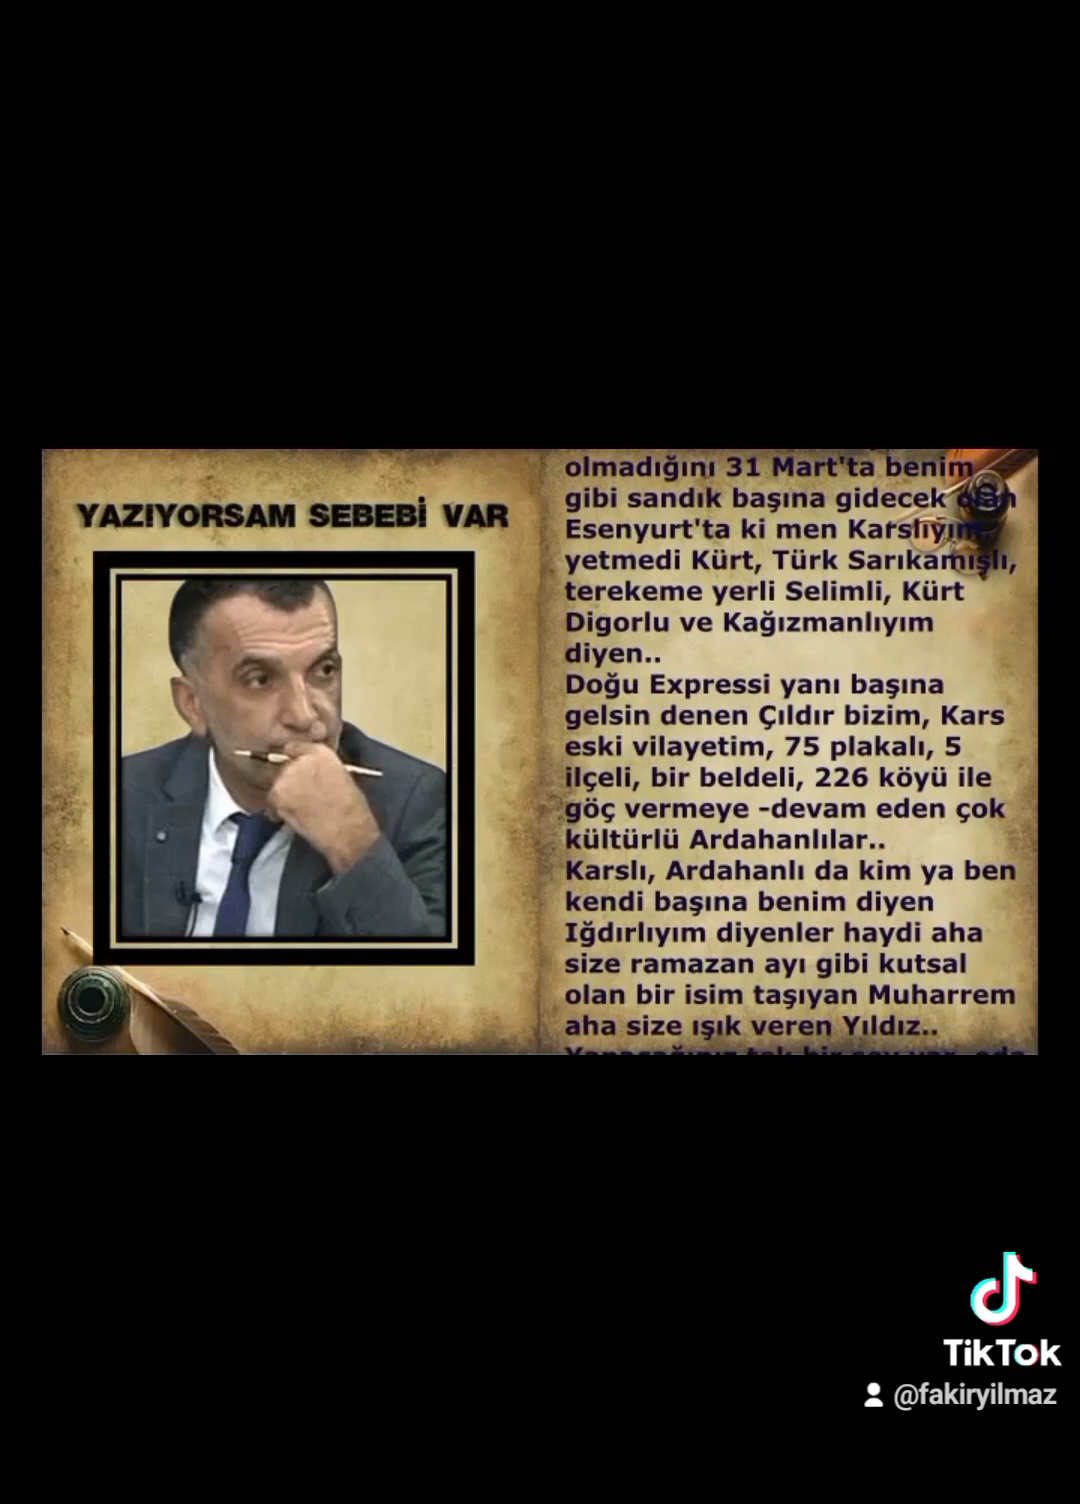 YAZIYORSAM SEBEBİ VAR
olmadığını 31 Mart'ta benim
gibi sandık başına gidecek olan
Esenyurt'ta ki men Karslıyım,
yetmedi Kürt, Türk Sarıkamışlı,
terekeme yerli Selimli, Kürt
Digorlu ve Kağızmanlıyım
diyen..
Doğu Expressi yanı başına
gelsin denen Çıldır bizim, Kars
eski vilayetim, 75 plakalı, 5
ilçeli, bir beldeli, 226 köyü ile
göç vermeye -devam eden çok
kültürlü Ardahanlılar..
Karslı, Ardahanlı da kim ya ben
kendi başına benim diyen
Iğdırlıyım diyenler haydi aha
size ramazan ayı gibi kutsal
olan bir isim taşıyan Muharrem
aha size ışık veren Yıldız..
TikTok
@fakiryilmaz